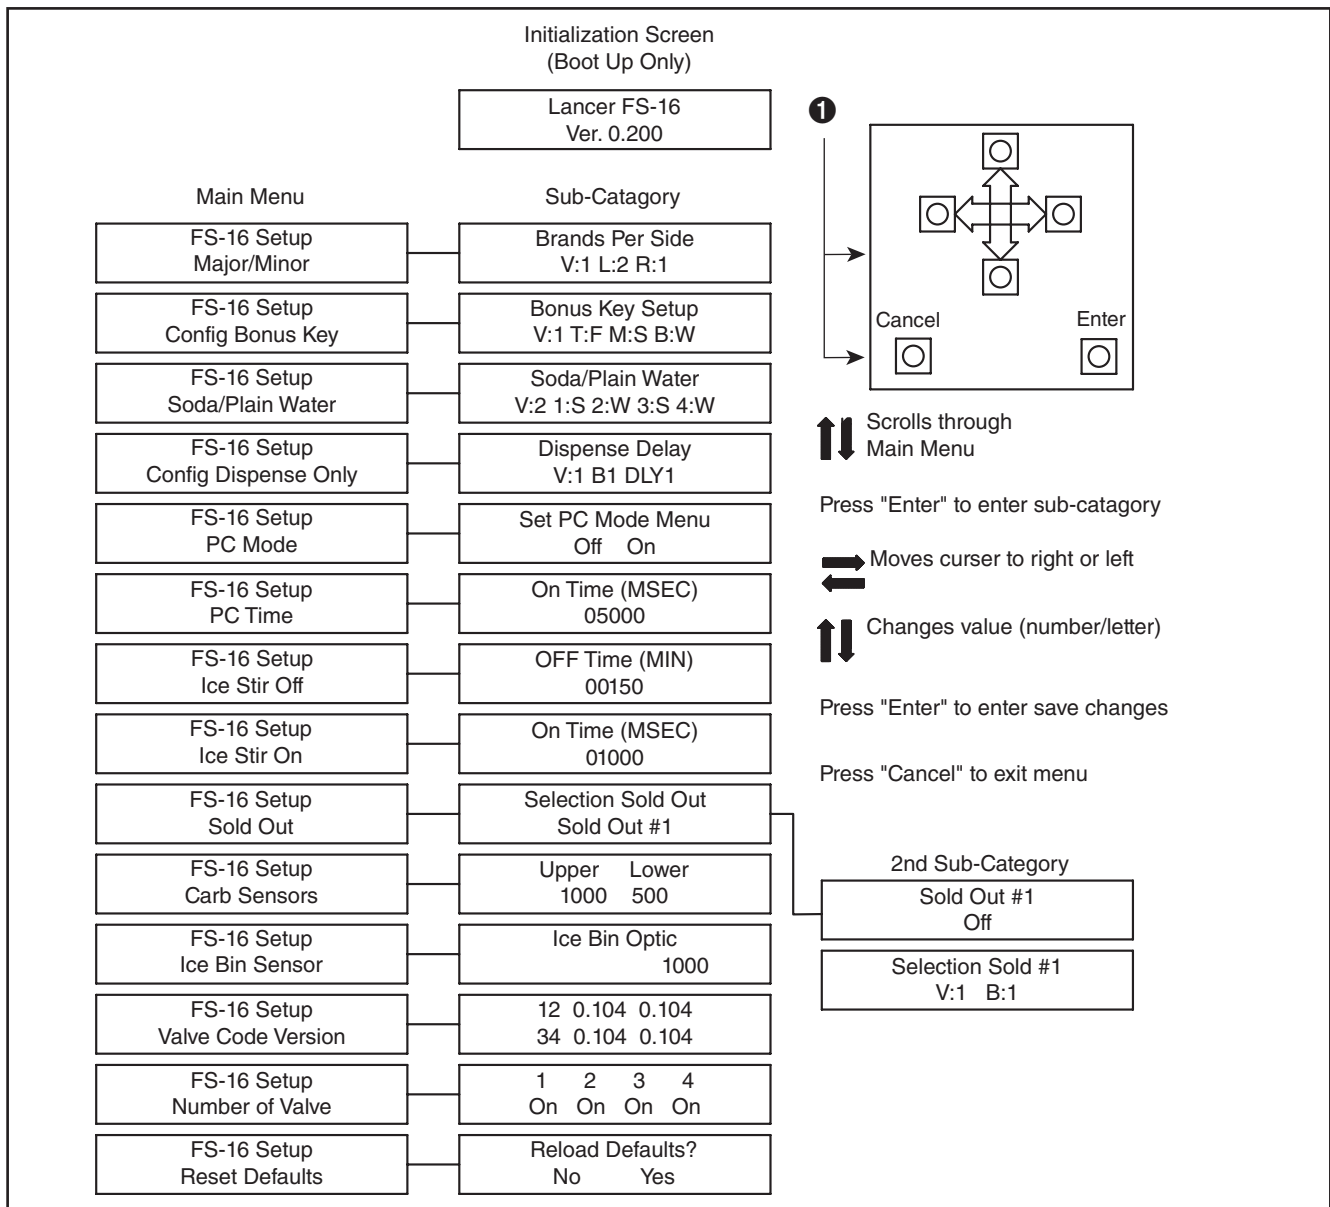 Initialization Screen
(Boot Up Only)
Lancer FS-16
Ver. 0.200
Main Menu
Sub-Catagory
FS-16 Setup
Major/Minor
Brands Per Side
V:1 L:2 R:1
FS-16 Setup
Config Bonus Key
Bonus Key Setup
V:1 T:F M:S B:W
FS-16 Setup
Soda/Plain Water
Soda/Plain Water
V:2 1:S 2:W 3:S 4:W
FS-16 Setup
Config Dispense Only
Dispense Delay
V:1 B1 DLY1
FS-16 Setup
PC Mode
Set PC Mode Menu
Off On
FS-16 Setup
PC Time
On Time (MSEC)
05000
FS-16 Setup
Ice Stir Off
OFF Time (MIN)
00150
FS-16 Setup
Ice Stir On
On Time (MSEC)
01000
FS-16 Setup
Sold Out
Selection Sold Out
Sold Out #1
FS-16 Setup
Carb Sensors
Upper Lower
1000 500
FS-16 Setup
Ice Bin Sensor
Ice Bin Optic
1000
FS-16 Setup
Valve Code Version
12 0.104 0.104
34 0.104 0.104
FS-16 Setup
Number of Valve
1 2 3 4
On On On On
FS-16 Setup
Reset Defaults
Reload Defaults?
No Yes
❶
Cancel
Enter
Scrolls through
Main Menu
Press "Enter" to enter sub-catagory
Moves curser to right or left
Changes value (number/letter)
Press "Enter" to enter save changes
Press "Cancel" to exit menu
2nd Sub-Category
Sold Out #1
Off
Selection Sold #1
V:1 B:1